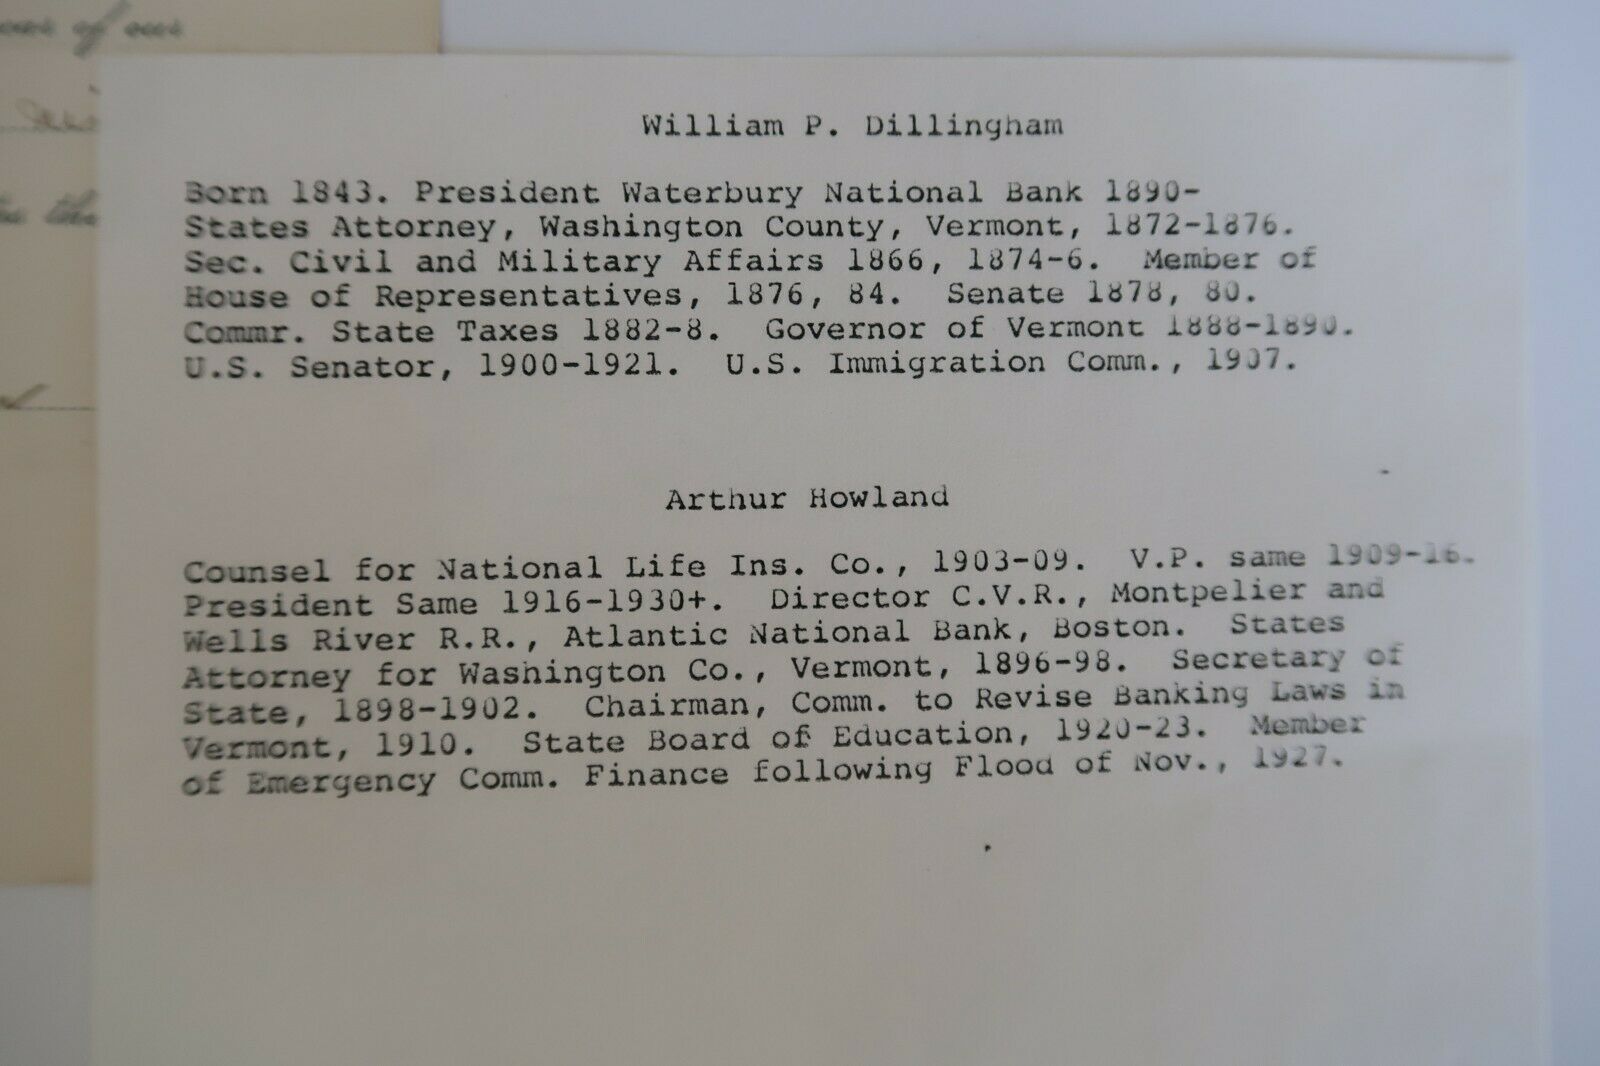 of our
William P. Dillingham
Born 1843. President Waterbury National Bank 1890-
States Attorney, Washington County, Vermont, 1872-1876.
Sec. Civil and Military Affairs 1866, 1874-6. Member of
House of Representatives, 1876, 84. Senate 1878, 80.
Commr. State Taxes 1882-8. Governor of Vermont 1888-1890.
U.S. Senator, 1900-1921. U.S. Immigration Comm., 1907.
Arthur Howland
Counsel for National Life Ins. Co., 1903-09. V.P. same 1909-16.
President Same 1916-1930+. Director C.V.R., Montpelier and
Wells River R.R., Atlantic National Bank, Boston. States
Attorney for Washington Co., Vermont, 1896-98. Secretary of
State, 1898-1902. Chairman, Comm. to Revise Banking Laws in
Vermont, 1910. State Board of Education, 1920-23. Member
of Emergency Comm. Finance following Flood of Nov., 1927.